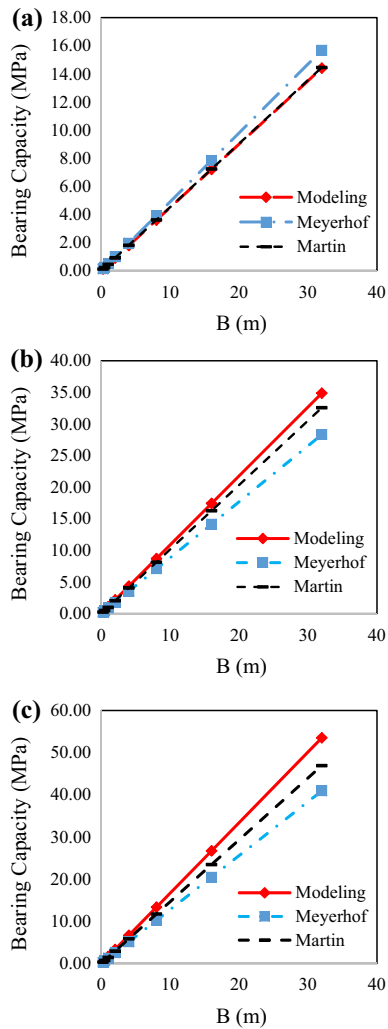 (a)
18.00
16.00
14.00
12.00
10.00
8.00
6.00
4.00
2.00
0.00
Bearing Capacity (MPa)
Modeling
Meyerhof
Martin
0 10 20 30 40
B (m)
(b)
40.00
35.00
30.00
25.00
20.00
15.00
10.00
5.00
0.00
Bearing Capacity (MPa)
Modeling
Meyerhof
Martin
0 10 20 30 40
B (m)
(c)
60.00
50.00
40.00
30.00
20.00
10.00
0.00
Bearing Capacity (MPa)
Modeling
Meyerhof
Martin
0 10 20 30 40
B (m)